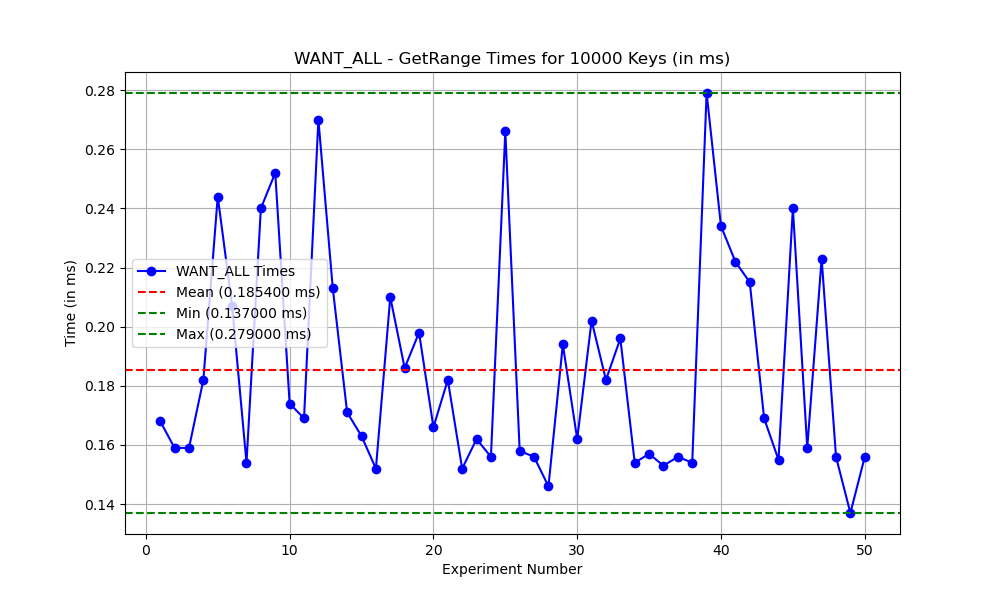 WANT_ALL - GetRange Times for 10000 Keys (in ms)
Time (in ms)
0.28
0.26
0.24
0.22
0.20
0.18
0.16
0.14
WANT_ALL Times
Mean (0.185400 ms)
Min (0.137000 ms)
Max (0.279000 ms)
0 10 20 30 40 50
Experiment Number